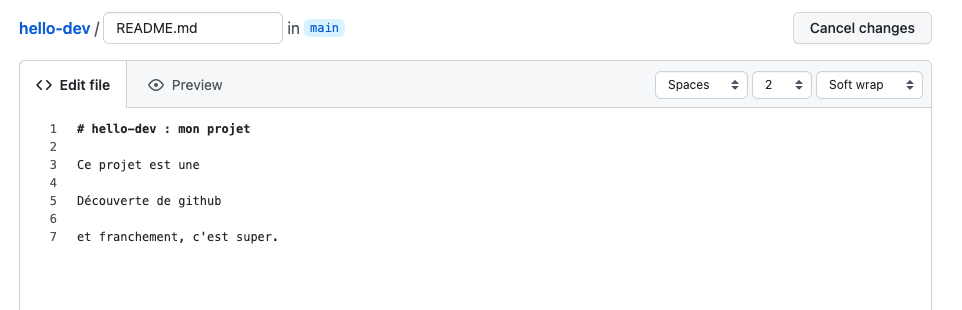 hello-dev / README.md in main Cancel changes
<> Edit file Preview Spaces 2 Soft wrap
1 # hello-dev : mon projet
2
3 Ce projet est une
4
5 Découverte de github
6
7 et franchement, c'est super.